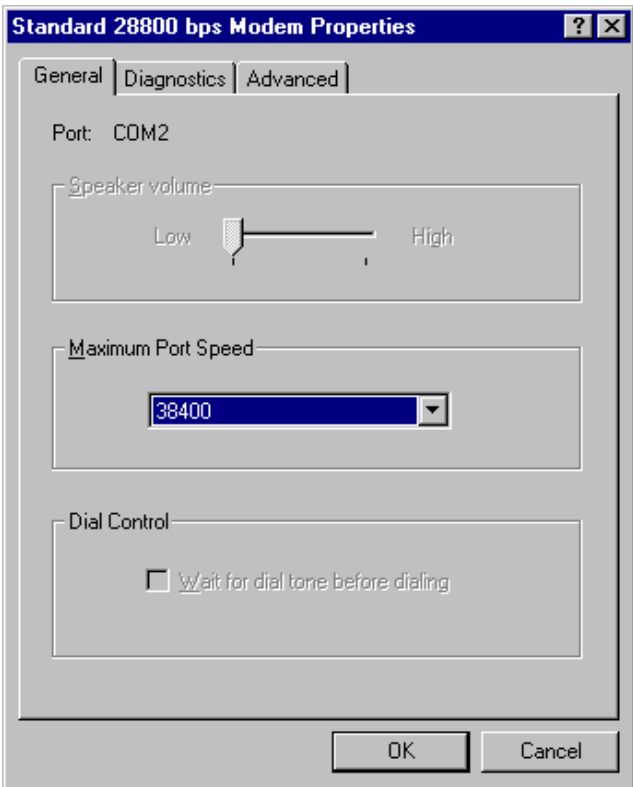 Standard 28800 bps Modem Properties
General Diagnostics Advanced
Port: COM2
Speaker volume
Low High
Maximum Port Speed
38400
Dial Control
Wait for dial tone before dialing
OK Cancel